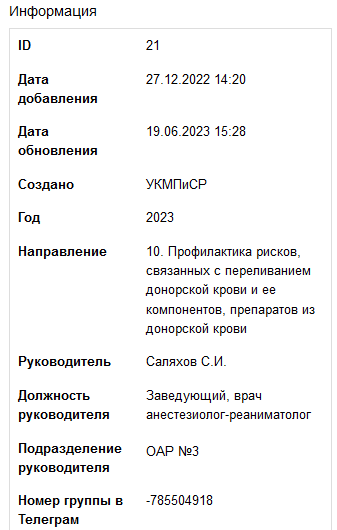 Информация
ID 21
Дата 27.12.2022 14:20
добавления
Дата 19.06.2023 15:28
обновления
Создано УКМПиСР
Год 2023
Направление 10. Профилактика рисков,
связанных с переливанием
донорской крови и ее
компонентов, препаратов из
донорской крови
Руководитель Саляхов С.И.
Должность Заведующий, врач
руководителя анестезиолог-реаниматолог
Подразделение ОАР №3
руководителя
Номер группы в -785504918
Телеграм